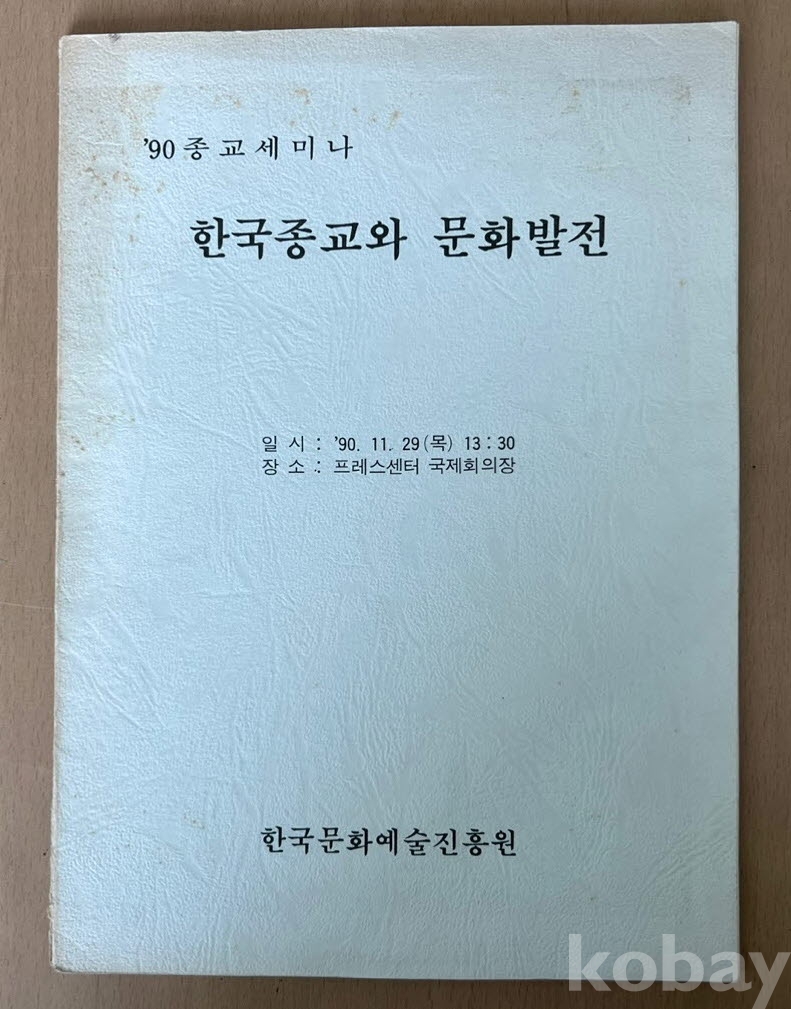 '90 종교세미나
한국종교와 문화발전
일 시 : '90. 11. 29(목) 13 : 30
장 소 : 프레스센터 국제회의장
한국문화예술진흥원
kobay